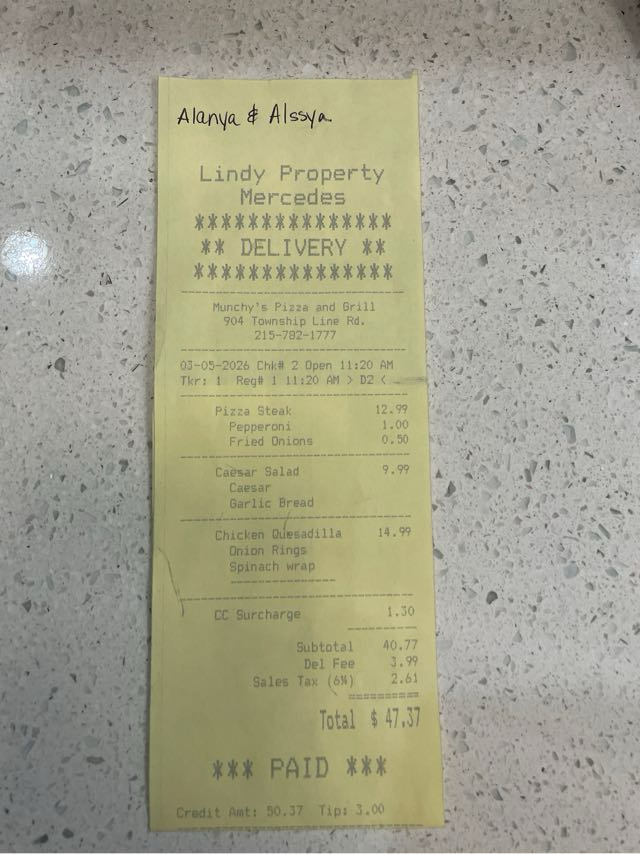 Alanya & Alssya
Lindy Property
Mercedes
***************
** DELIVERY **
***************
Munchy's Pizza and Grill
904 Township Line Rd.
215-782-1777
03-05-2026 Chk# 2 Open 11:20 AM
Tkr: 1 Reg# 1 11:20 AM > D2 <
Pizza Steak 12.99
Pepperoni 1.00
Fried Onions 0.50
Caesar Salad 9.99
Caesar
Garlic Bread
Chicken Quesadilla 14.99
Onion Rings
Spinach wrap
CC Surcharge 1.30
Subtotal 40.77
Del Fee 3.99
Sales Tax (6%) 2.61
Total $ 47.37
*** PAID ***
Credit Amt: 50.37 Tip: 3.00